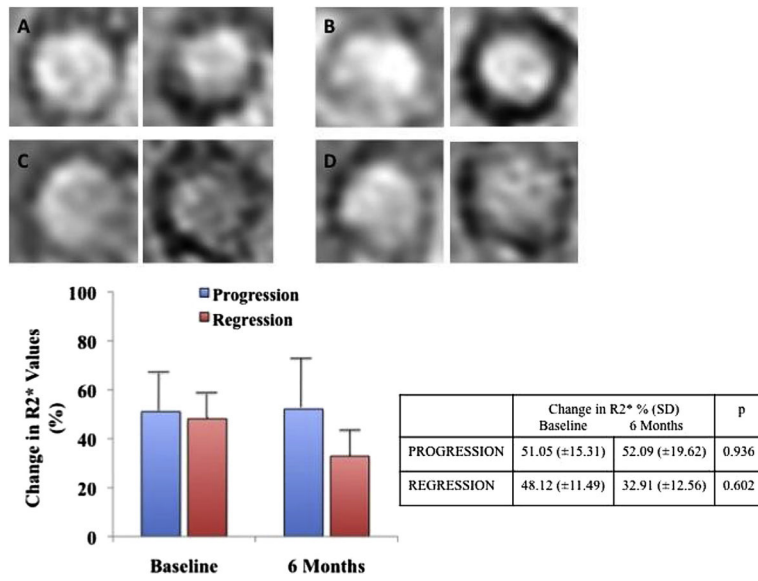 A
B
C
D
Progression
Regression
Change in R2* Values
(%)
100
80
60
40
20
0
Baseline
6 Months
Change in R2* % (SD)
p
Baseline
6 Months
PROGRESSION
51.05 (±15.31)
52.09 (±19.62)
0.936
REGRESSION
48.12 (±11.49)
32.91 (±12.56)
0.602